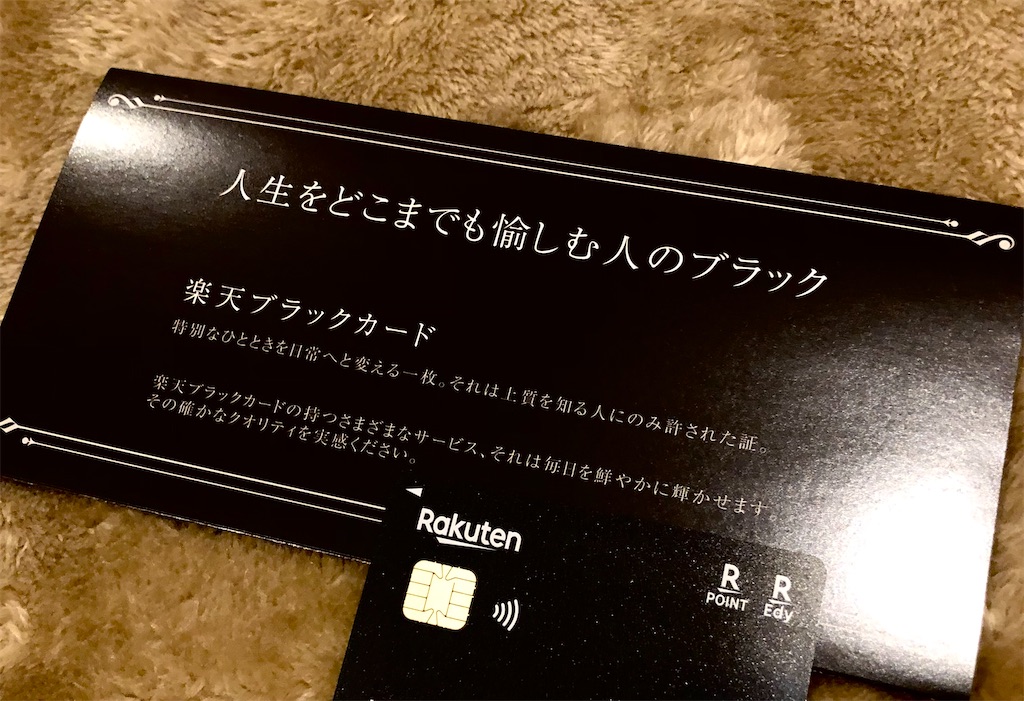 人生をどこまでも愉しむ人のブラック
楽天ブラックカード
特別なひとときを日常へと変える一枚。それは上質を知る人にのみ許された証。
楽天ブラックカードの持つさまざまなサービス、それは毎日を鮮やかに輝かせます。
その確かなクオリティを実感ください。
Rakuten
R R
POINT Edy